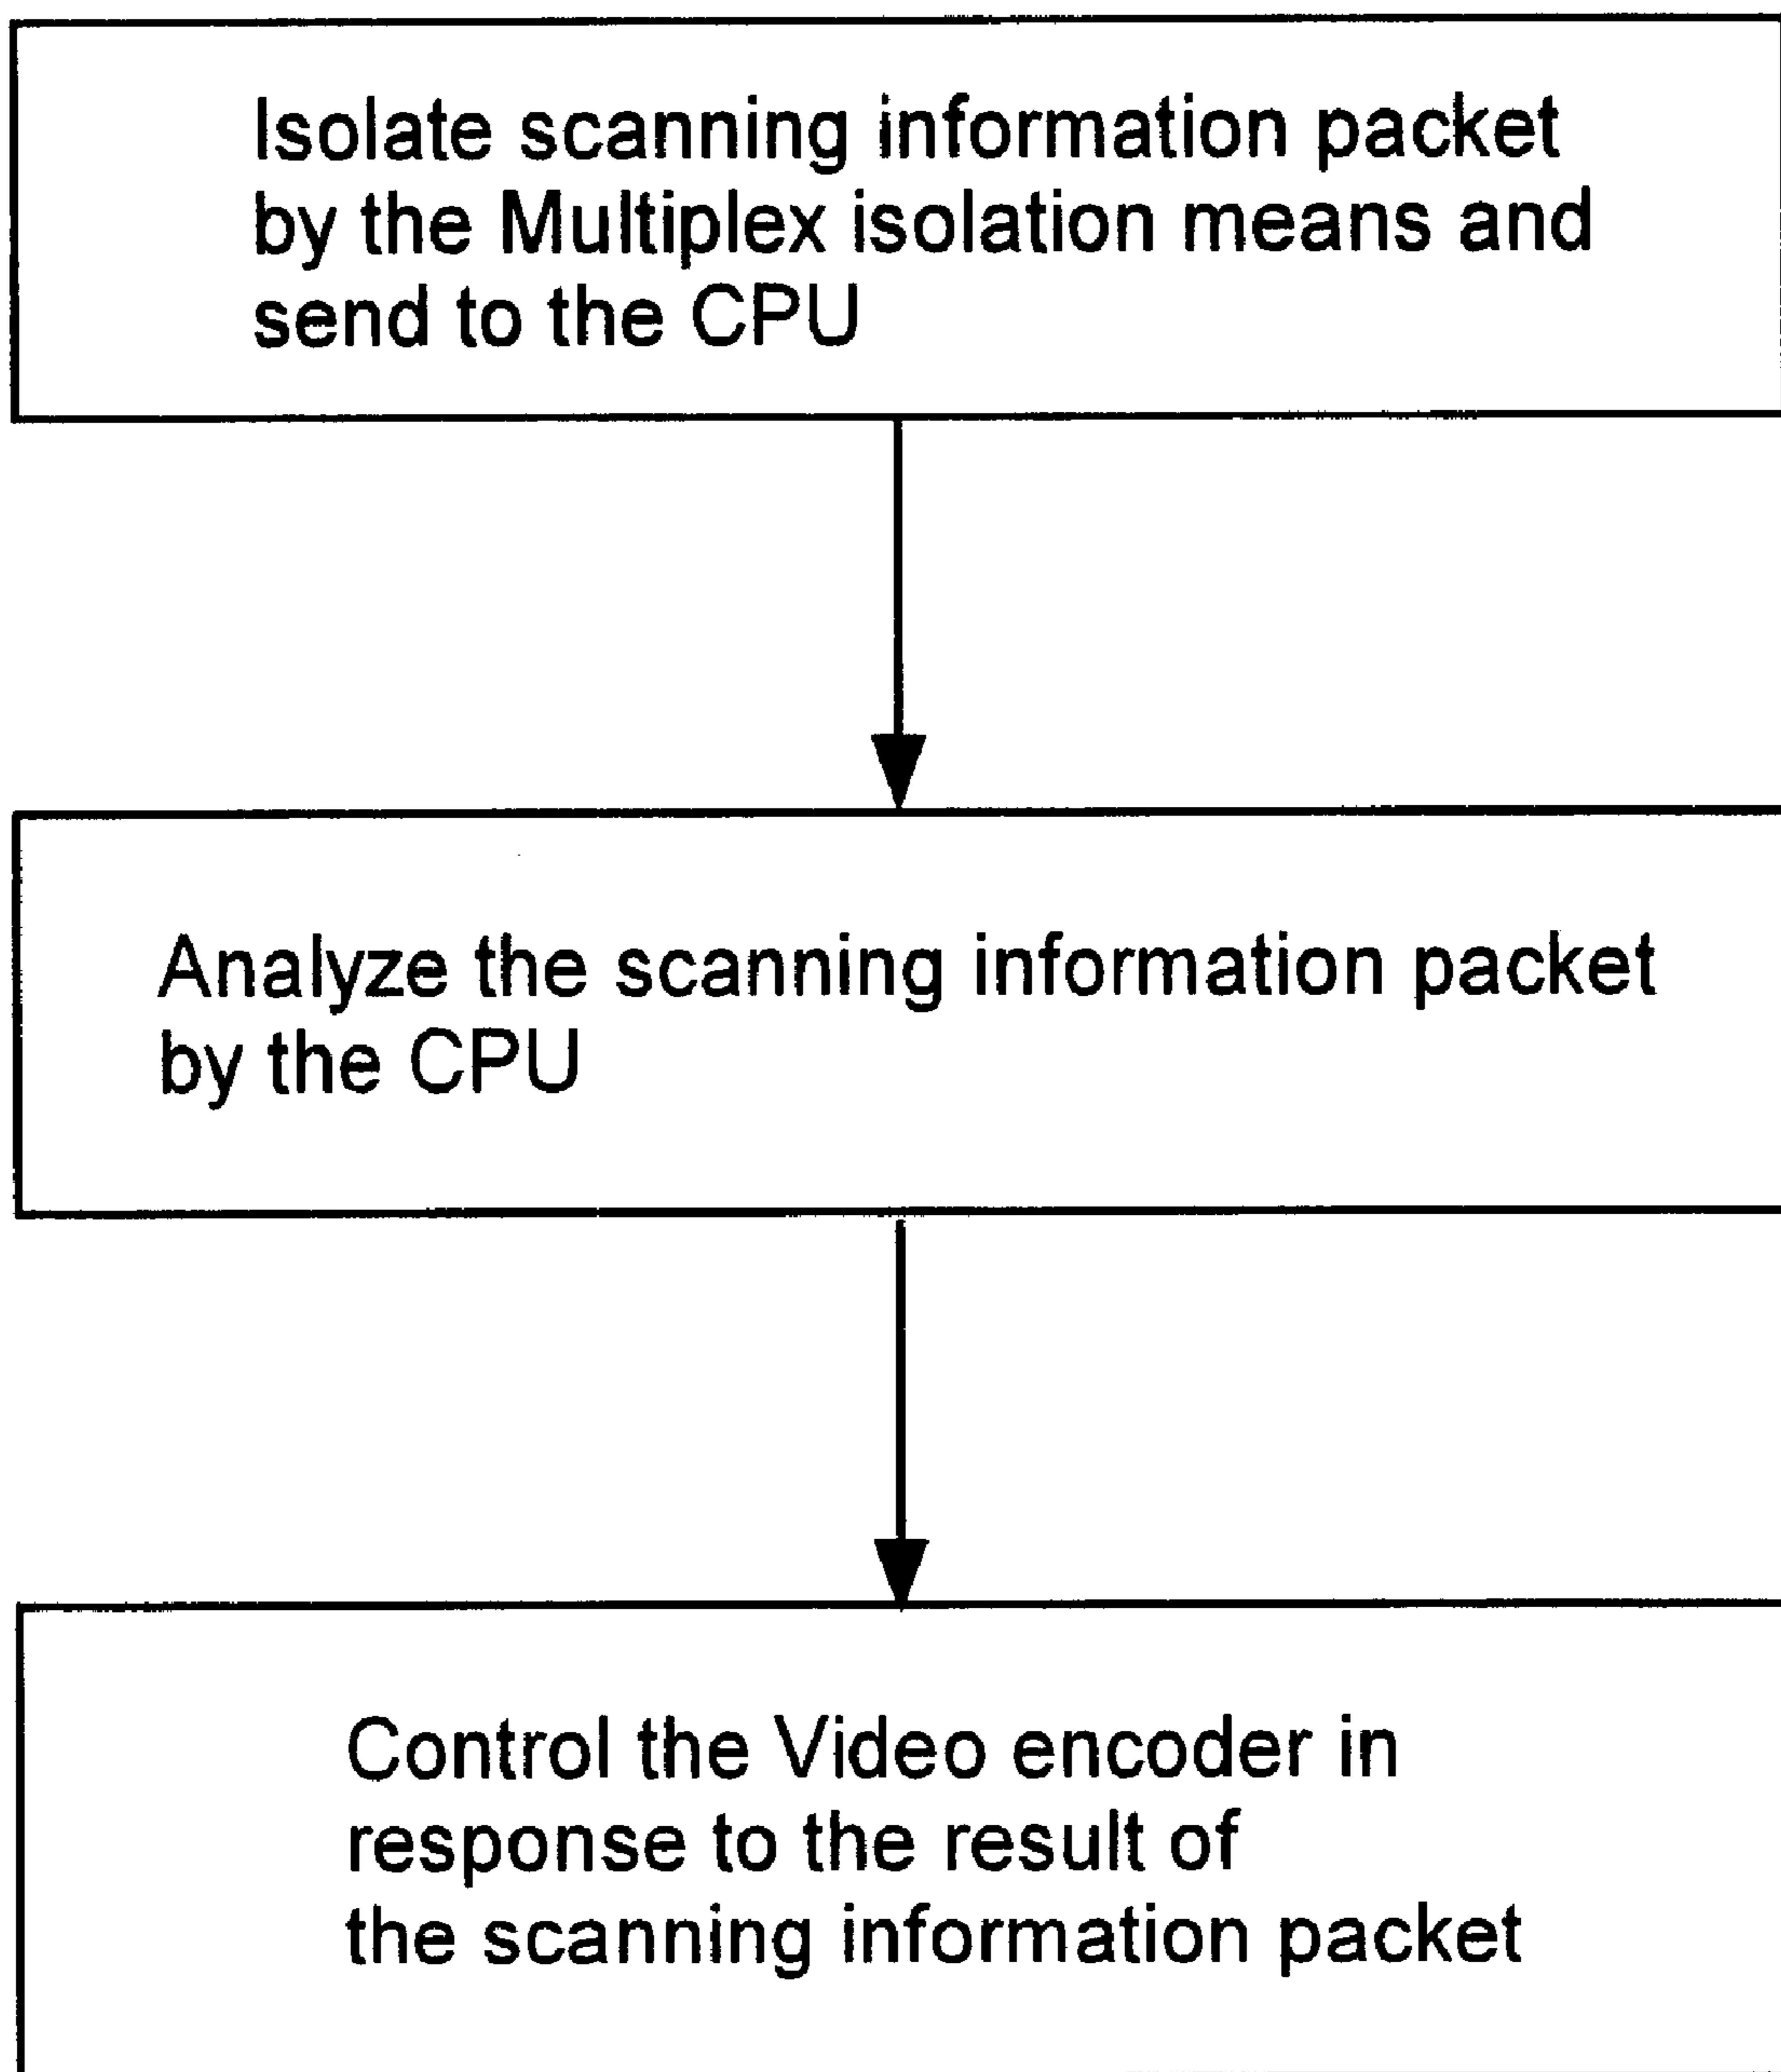 Isolate scanning information packet
by the Multiplex isolation means and
send to the CPU
Analyze the scanning information packet
by the CPU
Control the Video encoder in
response to the result of
the scanning information packet